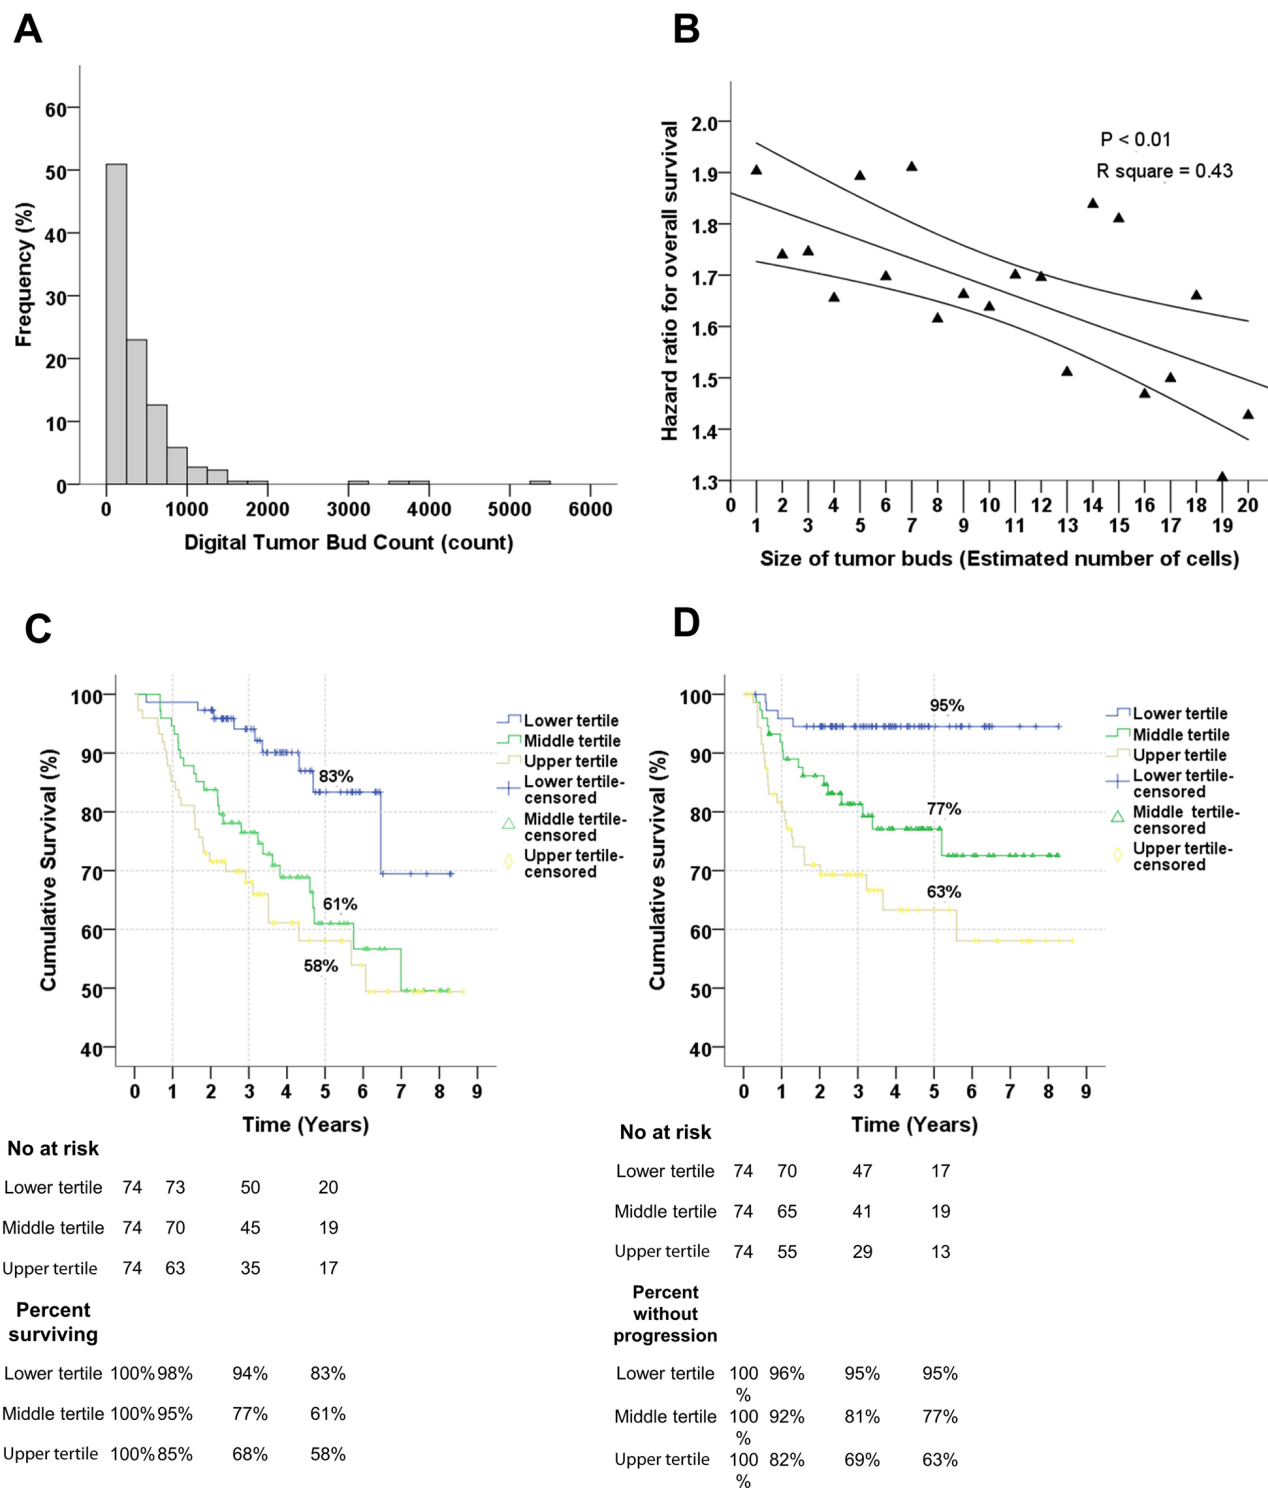 A
60
50
40
30
20
10
0
Frequency (%)
0 1000 2000 3000 4000 5000 6000
Digital Tumor Bud Count (count)
B
2.0
1.9
1.8
1.7
1.6
1.5
1.4
1.3
Hazard ratio for overall survival
P < 0.01
R square = 0.43
0 2 4 6 8 10 12 14 16 18 20
1 3 5 7 9 11 13 15 17 19
Size of tumor buds (Estimated number of cells)
C
100
90
80
70
60
50
40
Cumulative Survival (%)
83%
61%
58%
Lower tertile
Middle tertile
Upper tertile
Lower tertile-
censored
Middle tertile-
censored
Upper tertile-
censored
0 1 2 3 4 5 6 7 8 9
Time (Years)
No at risk
Lower tertile 74 73 50 20
Middle tertile 74 70 45 19
Upper tertile 74 63 35 17
Percent
surviving
Lower tertile 100% 98% 94% 83%
Middle tertile 100% 95% 77% 61%
Upper tertile 100% 85% 68% 58%
D
100
90
80
70
60
50
40
Cumulative survival (%)
95%
77%
63%
Lower tertile
Middle tertile
Upper tertile
Lower tertile-
censored
Middle tertile-
censored
Upper tertile-
censored
0 1 2 3 4 5 6 7 8 9
Time (Years)
No at risk
Lower tertile 74 70 47 17
Middle tertile 74 65 41 19
Upper tertile 74 55 29 13
Percent
without
progression
Lower tertile 100 96% 95% 95%
%
Middle tertile 100 92% 81% 77%
%
Upper tertile 100 82% 69% 63%
%